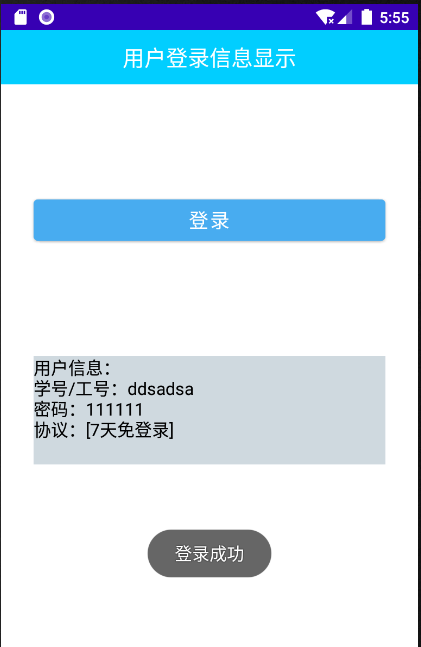 5:55
用户登录信息显示
登录
用户信息：
学号/工号：ddsadsa
密码：111111
协议：[7天免登录]
登录成功